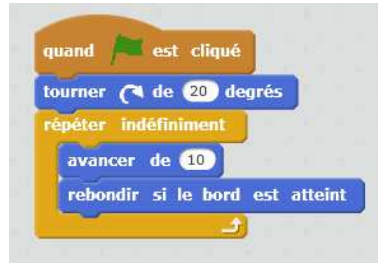 quand est cliqué
tourner de 20 degrés
répéter indéfiniment
avancer de 10
rebondir si le bord est atteint